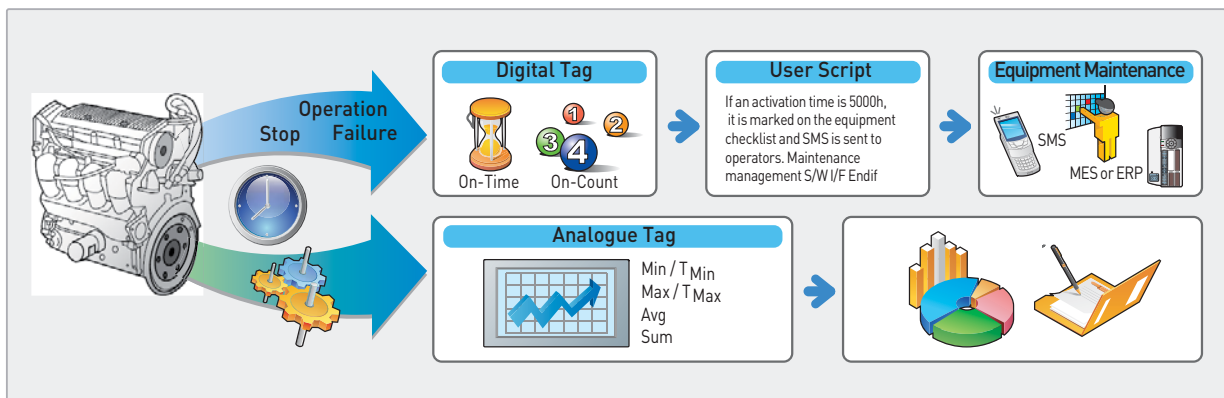 Operation
Stop Failure
Digital Tag
1
2
3
4
On-Time On-Count
User Script
If an activation time is 5000h,
it is marked on the equipment
checklist and SMS is sent to
operators. Maintenance
management S/W I/F Endif
Equipment Maintenance
SMS
MES or ERP
Analogue Tag
Min / TMin
Max / TMax
Avg
Sum